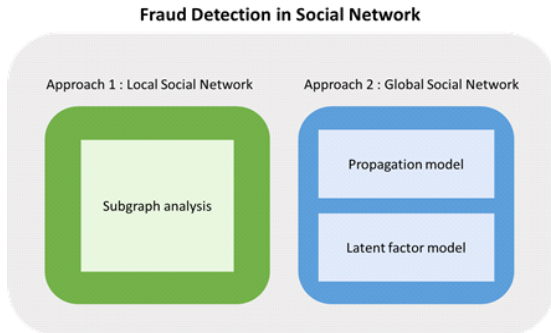 Fraud Detection in Social Network
Approach 1 : Local Social Network
Approach 2 : Global Social Network
Subgraph analysis
Propagation model
Latent factor model